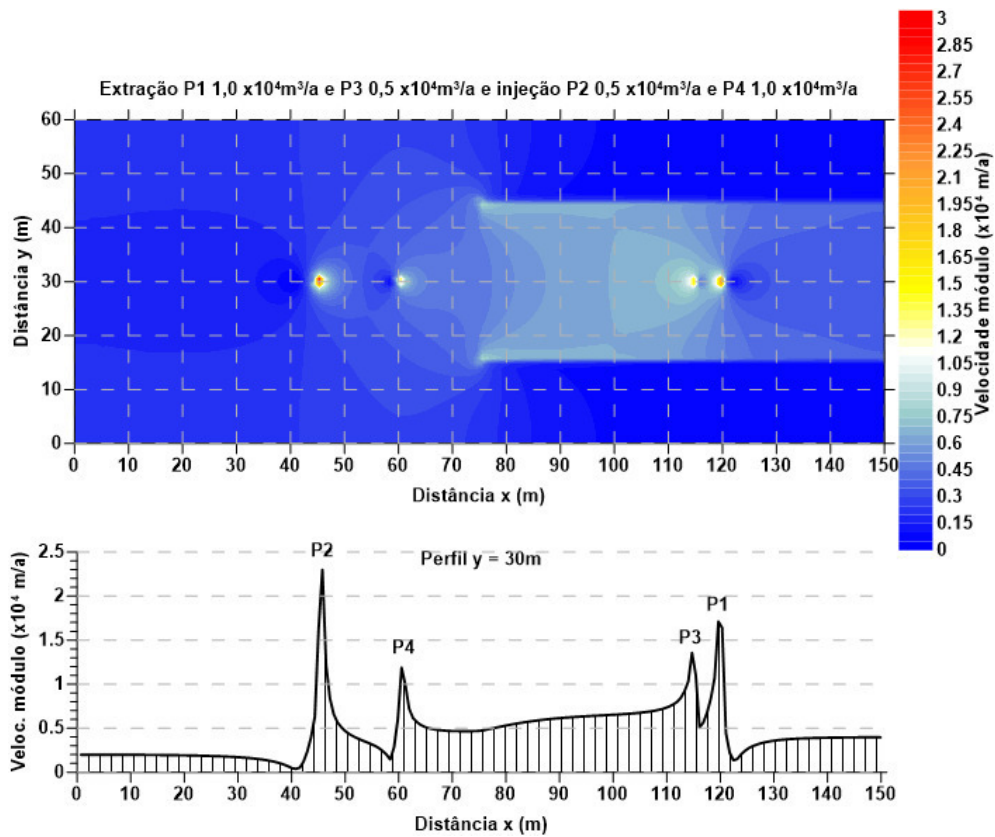 Extração P1 1,0 x10⁴m³/a e P3 0,5 x10⁴m³/a e injeção P2 0,5 x10⁴m³/a e P4 1,0 x10⁴m³/a
60
50
40
30
20
10
0
Distância y (m)
0 10 20 30 40 50 60 70 80 90 100 110 120 130 140 150
Distância x (m)
3
2.85
2.7
2.55
2.4
2.25
2.1
1.95
1.8
1.65
1.5
1.35
1.2
1.05
0.9
0.75
0.6
0.45
0.3
0.15
0
Velocidade módulo (x10⁴ m/a)
Perfil y = 30m
P2
P4
P3
P1
2.5
2
1.5
1
0.5
0
Veloc. módulo (x10⁴ m/a)
0 10 20 30 40 50 60 70 80 90 100 110 120 130 140 150
Distância x (m)